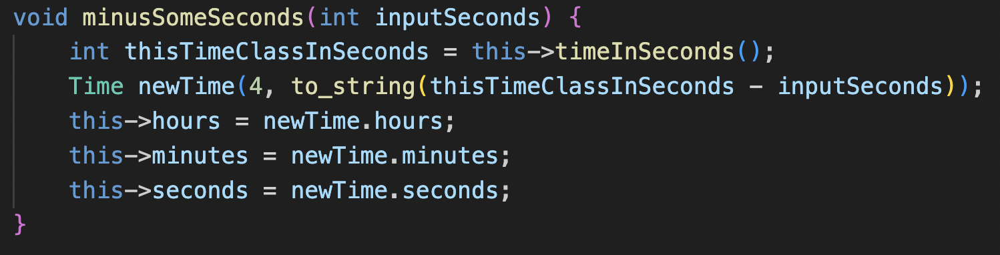 void minusSomeSeconds(int inputSeconds) {
    int thisTimeClassInSeconds = this->timeInSeconds();
    Time newTime(4, to_string(thisTimeClassInSeconds - inputSeconds));
    this->hours = newTime.hours;
    this->minutes = newTime.minutes;
    this->seconds = newTime.seconds;
}